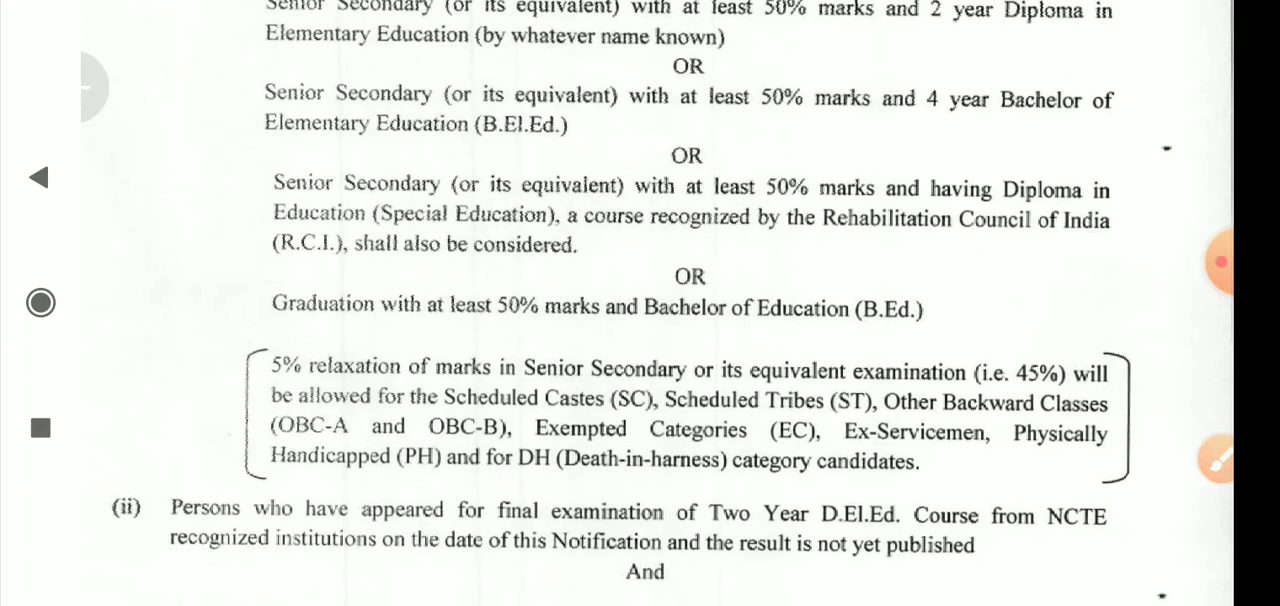 Senior Secondary (or its equivalent) with at least 50% marks and 2 year Diploma in
Elementary Education (by whatever name known)
OR
Senior Secondary (or its equivalent) with at least 50% marks and 4 year Bachelor of
Elementary Education (B.El.Ed.)
OR
Senior Secondary (or its equivalent) with at least 50% marks and having Diploma in
Education (Special Education), a course recognized by the Rehabilitation Council of India
(R.C.I.), shall also be considered.
OR
Graduation with at least 50% marks and Bachelor of Education (B.Ed.)
5% relaxation of marks in Senior Secondary or its equivalent examination (i.e. 45%) will
be allowed for the Scheduled Castes (SC), Scheduled Tribes (ST), Other Backward Classes
(OBC-A and OBC-B), Exempted Categories (EC), Ex-Servicemen, Physically
Handicapped (PH) and for DH (Death-in-harness) category candidates.
(ii) Persons who have appeared for final examination of Two Year D.El.Ed. Course from NCTE
recognized institutions on the date of this Notification and the result is not yet published
And